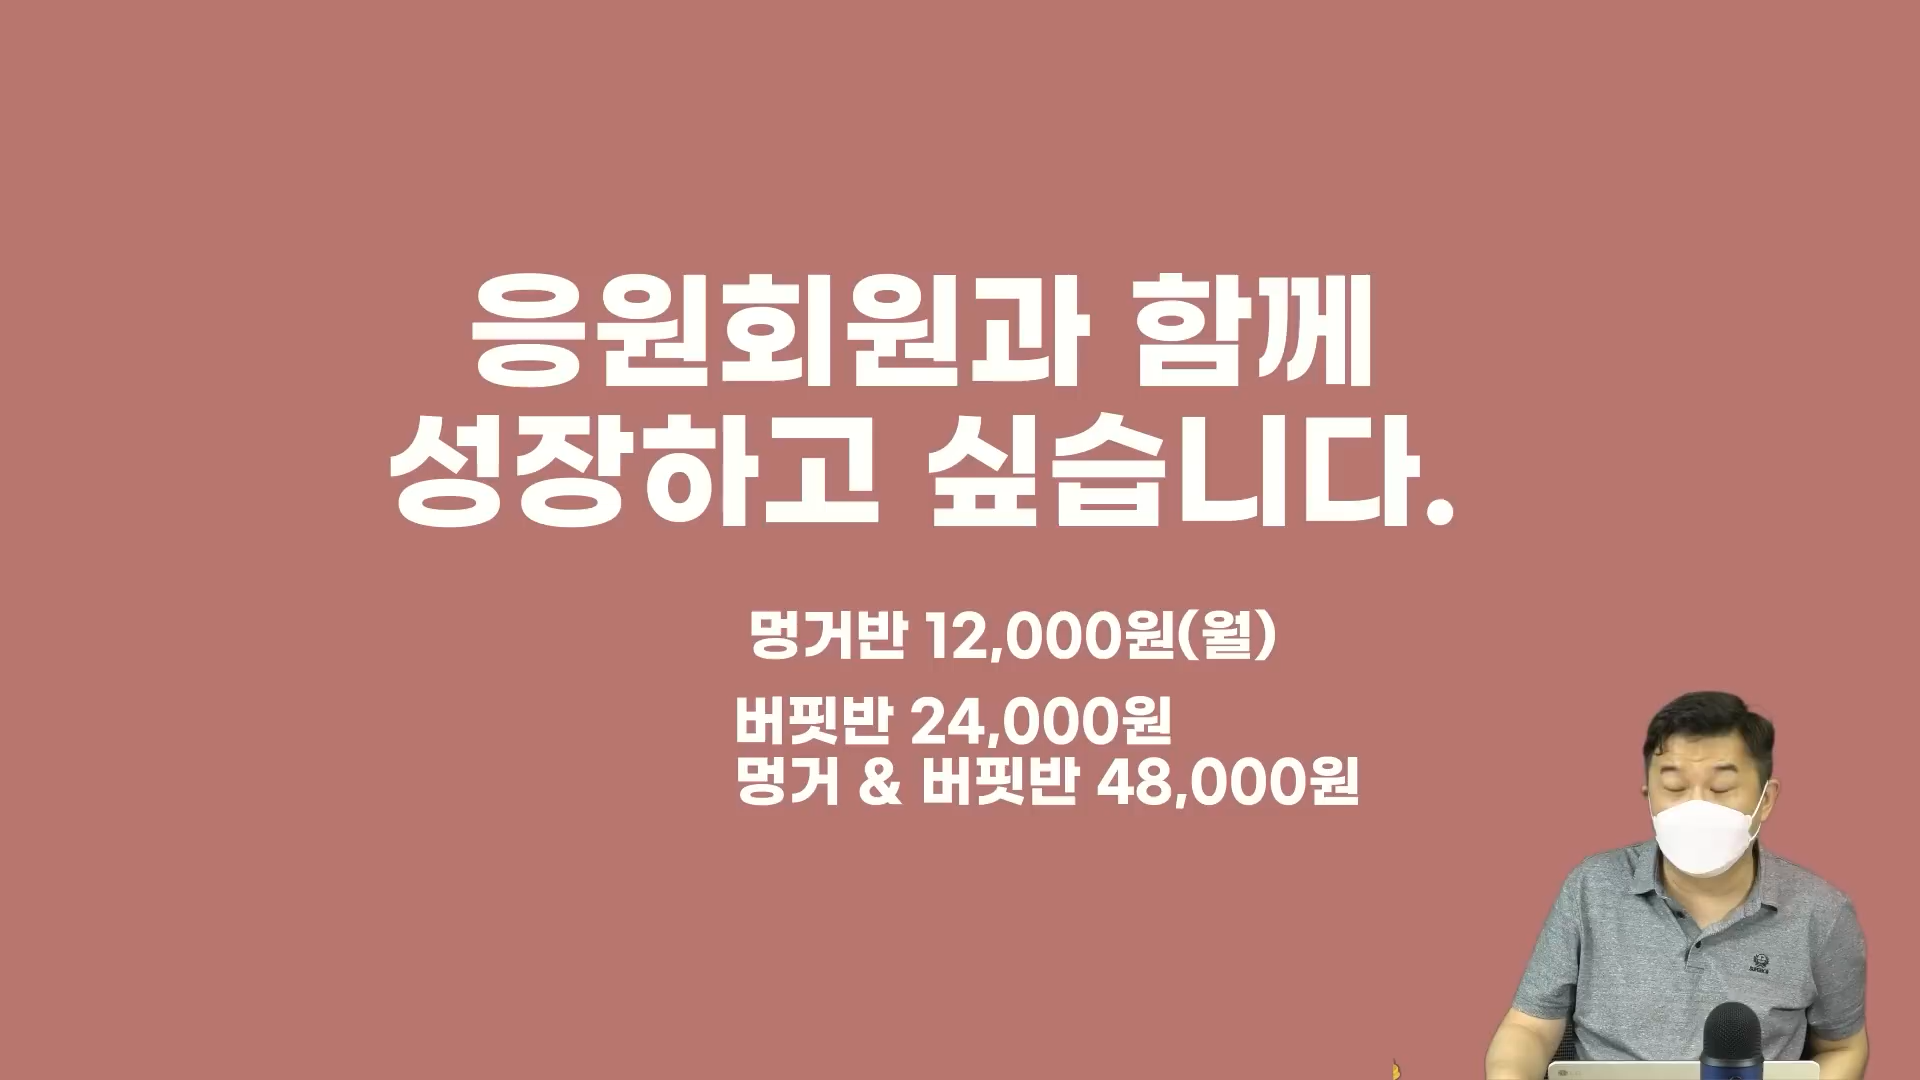 응원회원과 함께
성장하고 싶습니다.
멍거반 12,000원(월)
버핏반 24,000원
멍거 & 버핏반 48,000원